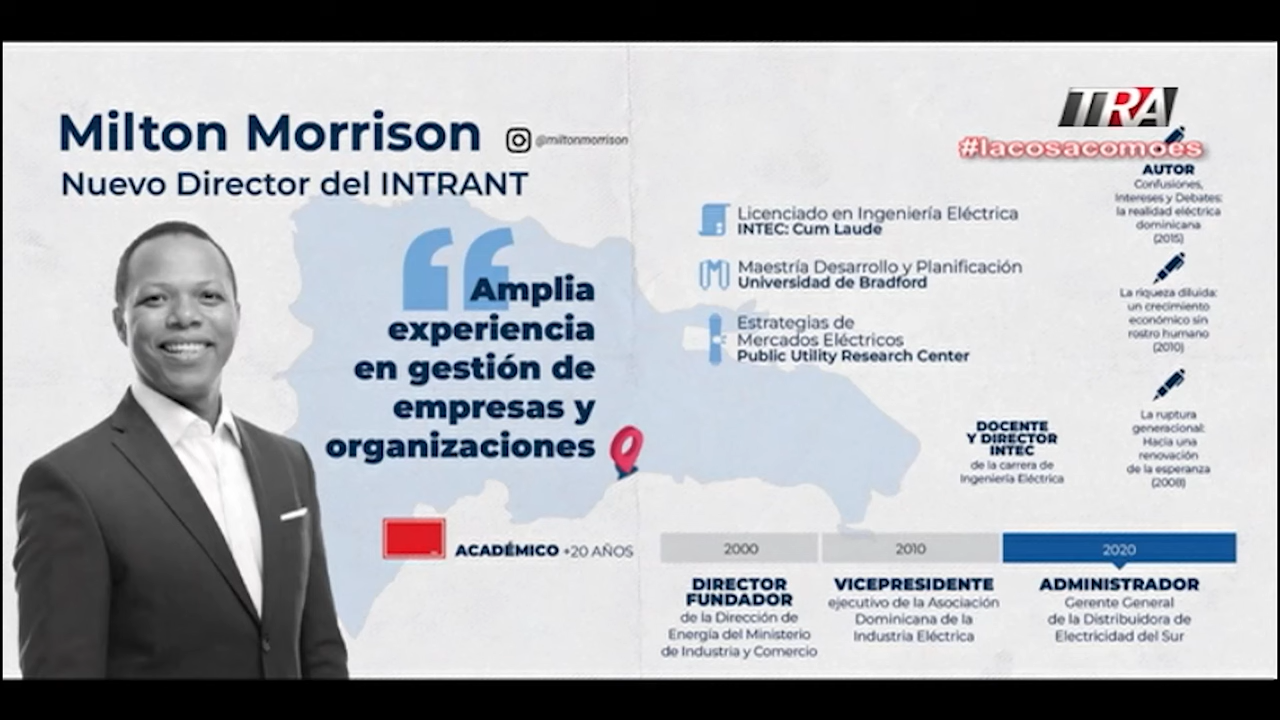 Milton Morrison
@miltonmorrison
Nuevo Director del INTRANT
TRA
#lacosacomoes
“
Amplia
experiencia
en gestión de
empresas y
organizaciones
ACADÉMICO +20 AÑOS
Licenciado en Ingeniería Eléctrica
INTEC: Cum Laude
Maestría Desarrollo y Planificación
Universidad de Bradford
Estrategias de
Mercados Eléctricos
Public Utility Research Center
AUTOR
Confusiones,
Intereses y Debates:
la realidad eléctrica
dominicana
(2015)
La riqueza diluida:
un crecimiento
económico sin
rostro humano
(2010)
La ruptura
generacional:
Hacia una
renovación
de la esperanza
(2008)
DOCENTE
Y DIRECTOR
INTEC
de la carrera de
Ingeniería Eléctrica
2000
DIRECTOR
FUNDADOR
de la Dirección de
Energía del Ministerio
de Industria y Comercio
2010
VICEPRESIDENTE
ejecutivo de la Asociación
Dominicana de la
Industria Eléctrica
2020
ADMINISTRADOR
Gerente General
de la Distribuidora de
Electricidad del Sur